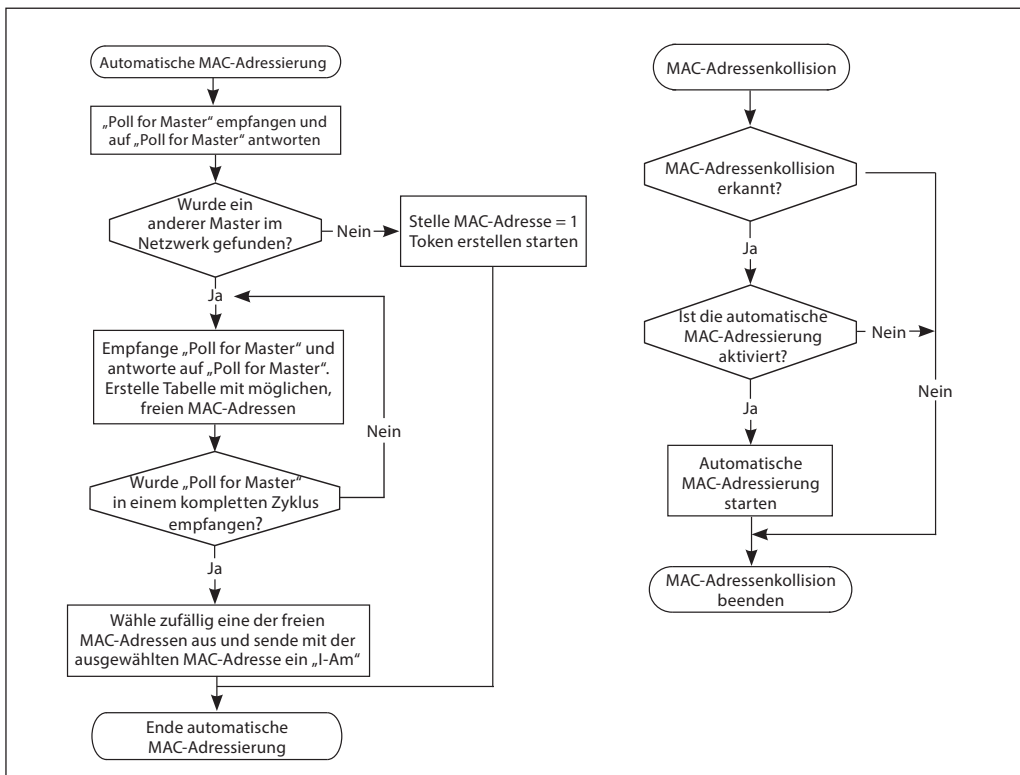 Automatische MAC-Adressierung
„Poll for Master“ empfangen und
auf „Poll for Master“ antworten
Wurde ein
anderer Master im
Netzwerk gefunden?
Nein
Stelle MAC-Adresse = 1
Token erstellen starten
Ja
Empfange „Poll for Master“ und
antworte auf „Poll for Master“.
Erstelle Tabelle mit möglichen,
freien MAC-Adressen
Nein
Wurde „Poll for Master“
in einem kompletten Zyklus
empfangen?
Ja
Wähle zufällig eine der freien
MAC-Adressen aus und sende mit der
ausgewählten MAC-Adresse ein „I-Am“
Ende automatische
MAC-Adressierung
MAC-Adressenkollision
MAC-Adressenkollision
erkannt?
Ja
Ist die automatische
MAC-Adressierung
aktiviert?
Nein
Nein
Ja
Automatische
MAC-Adressierung
starten
MAC-Adressenkollision
beenden